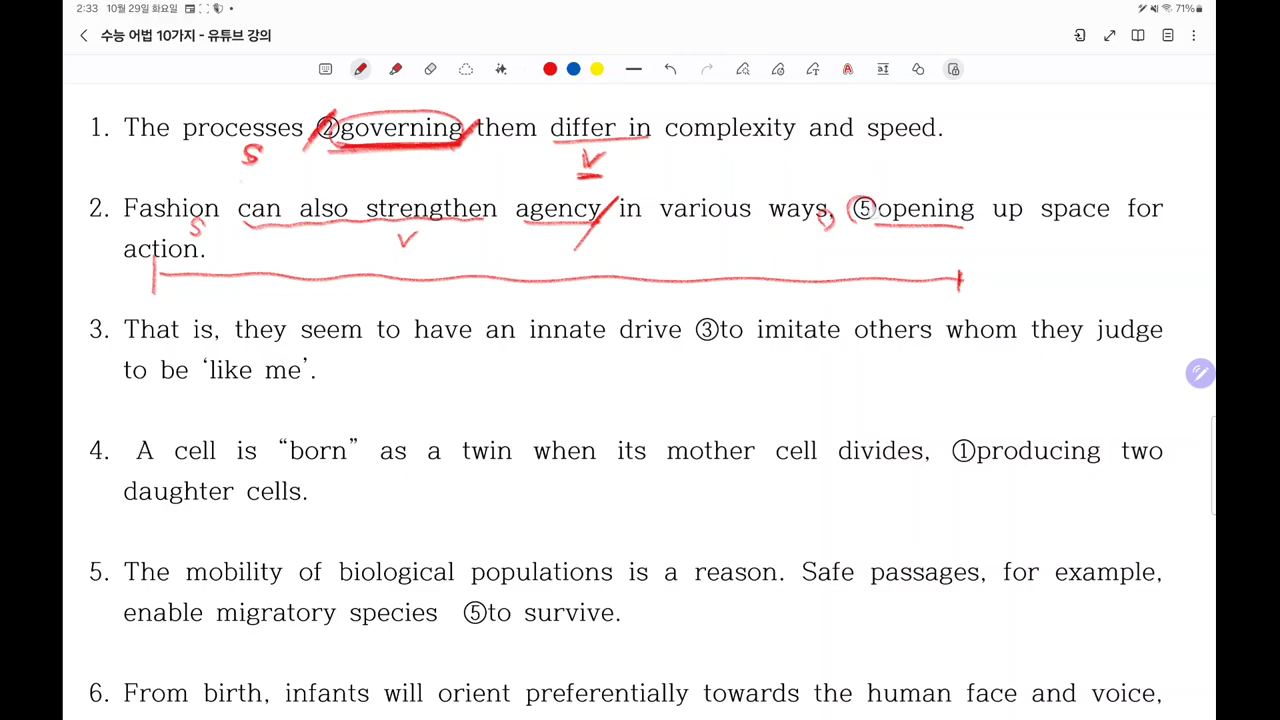 2:33 10월 29일 화요일
71%
수능 어법 10가지 - 유튜브 강의
1. The processes ②governing them differ in complexity and speed.
S V
2. Fashion can also strengthen agency in various ways, ⑤opening up space for
S V
action.
3. That is, they seem to have an innate drive ③to imitate others whom they judge
to be ‘like me’.
4. A cell is “born” as a twin when its mother cell divides, ①producing two
daughter cells.
5. The mobility of biological populations is a reason. Safe passages, for example,
enable migratory species ⑤to survive.
6. From birth, infants will orient preferentially towards the human face and voice,